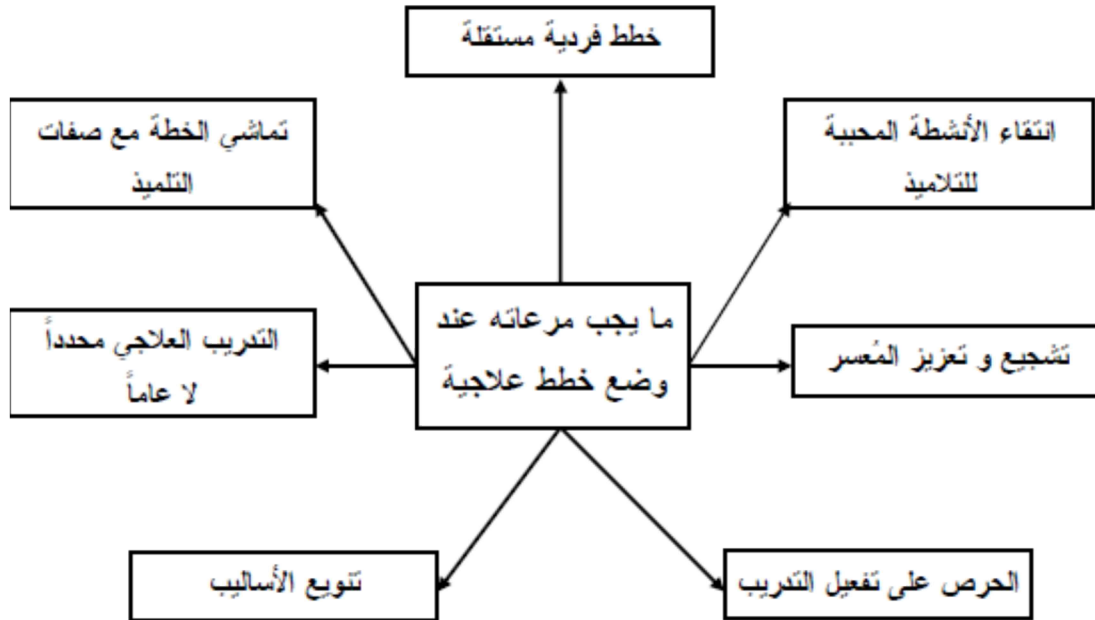 خطط فردية مستقلة
انتقاء الأنشطة المحببة
للتلاميذ
تماشي الخطة مع صفات
التلميذ
ما يجب مرعاته عند
وضع خطط علاجية
تشجيع و تعزيز المُعسر
التدريب العلاجي محدداً
لا عاماً
الحرص على تفعيل التدريب
تنويع الأساليب